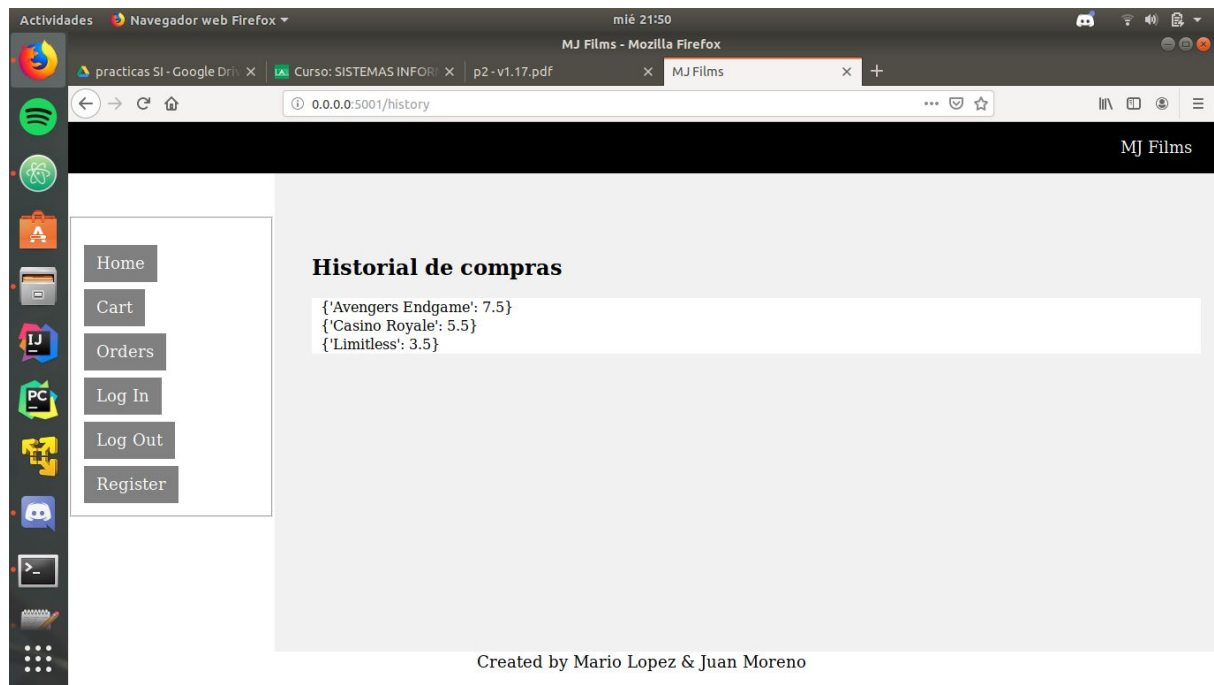 Actividades Navegador web Firefox mié 21:50
MJ Films - Mozilla Firefox
practicas SI - Google Driv Curso: SISTEMAS INFOR p2 - v1.17.pdf MJ Films
0.0.0.0:5001/history
MJ Films
Home
Cart
Orders
Log In
Log Out
Register
Historial de compras
{'Avengers Endgame': 7.5}
{'Casino Royale': 5.5}
{'Limitless': 3.5}
Created by Mario Lopez & Juan Moreno
IJ
PC